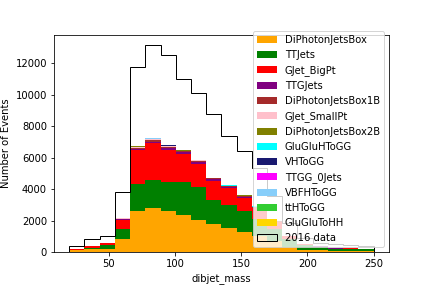 DiPhotonJetsBox
TTJets
GJet_BigPt
TTGJets
DiPhotonJetsBox1B
GJet_SmallPt
DiPhotonJetsBox2B
GluGluHToGG
VHToGG
TTGG_0Jets
VBFHToGG
ttHToGG
GluGluToHH
2016 data
12000
10000
8000
6000
4000
2000
0
Number of Events
50
100
150
200
250
dibjet_mass